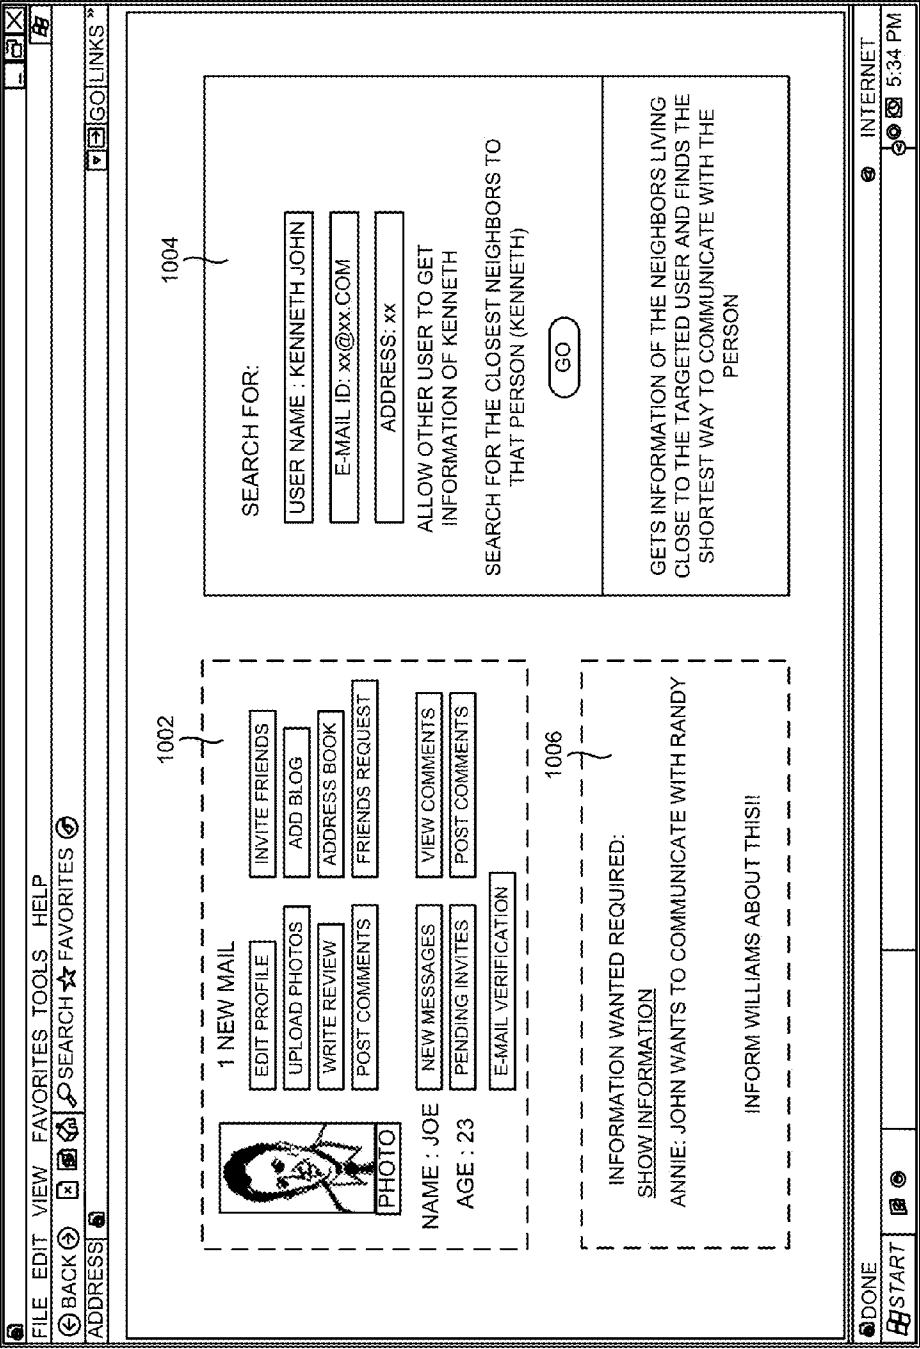 FILE EDIT VIEW FAVORITES TOOLS HELP
BACK SEARCH FAVORITES
ADDRESS GO LINKS »
1002
1 NEW MAIL
EDIT PROFILE
UPLOAD PHOTOS
WRITE REVIEW
POST COMMENTS
INVITE FRIENDS
ADD BLOG
ADDRESS BOOK
FRIENDS REQUEST
PHOTO
NAME : JOE
AGE : 23
NEW MESSAGES
PENDING INVITES
E-MAIL VERIFICATION
VIEW COMMENTS
POST COMMENTS
1004
SEARCH FOR:
USER NAME : KENNETH JOHN
E-MAIL ID: xx@xx.COM
ADDRESS: xx
ALLOW OTHER USER TO GET
INFORMATION OF KENNETH
SEARCH FOR THE CLOSEST NEIGHBORS TO
THAT PERSON (KENNETH)
GO
GETS INFORMATION OF THE NEIGHBORS LIVING
CLOSE TO THE TARGETED USER AND FINDS THE
SHORTEST WAY TO COMMUNICATE WITH THE
PERSON
1006
INFORMATION WANTED REQUIRED:
SHOW INFORMATION
ANNIE: JOHN WANTS TO COMMUNICATE WITH RANDY
INFORM WILLIAMS ABOUT THIS!!
DONE INTERNET
START 5:34 PM